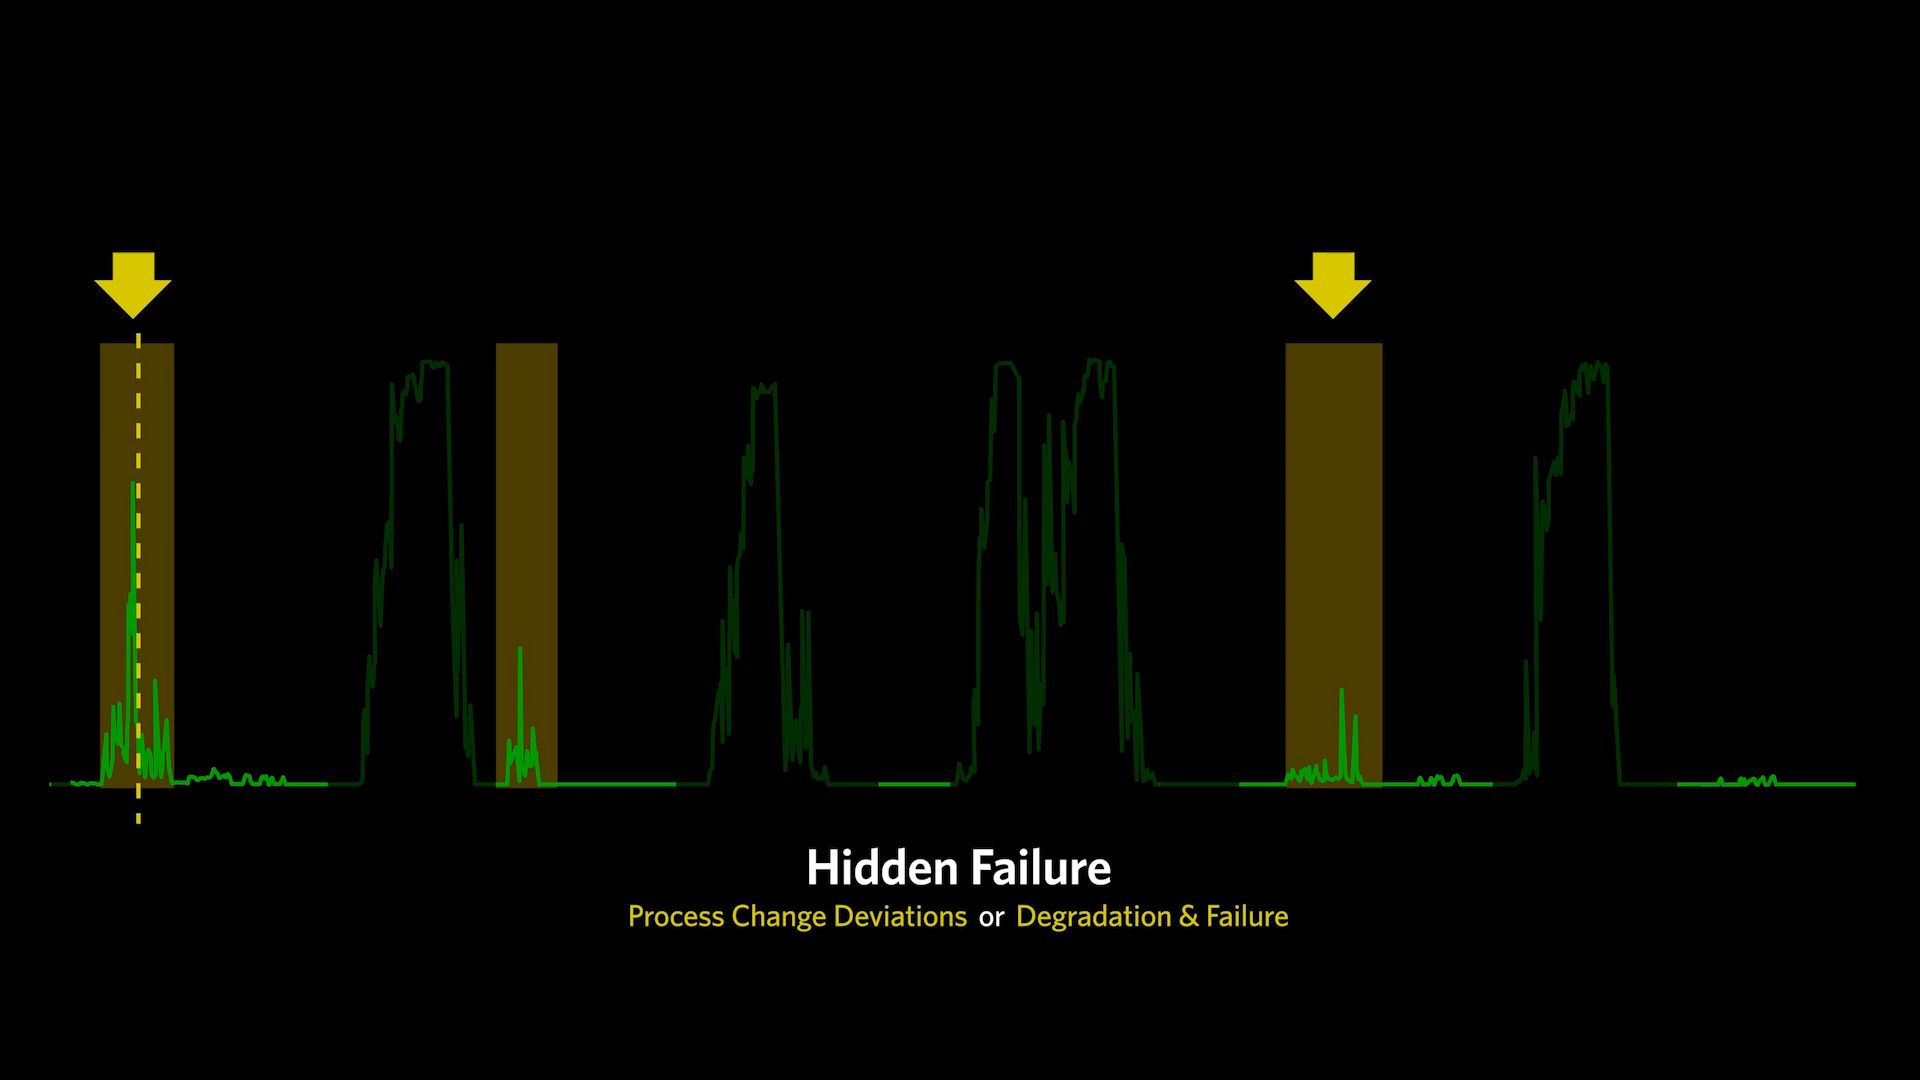 Hidden Failure
Process Change Deviations or Degradation & Failure